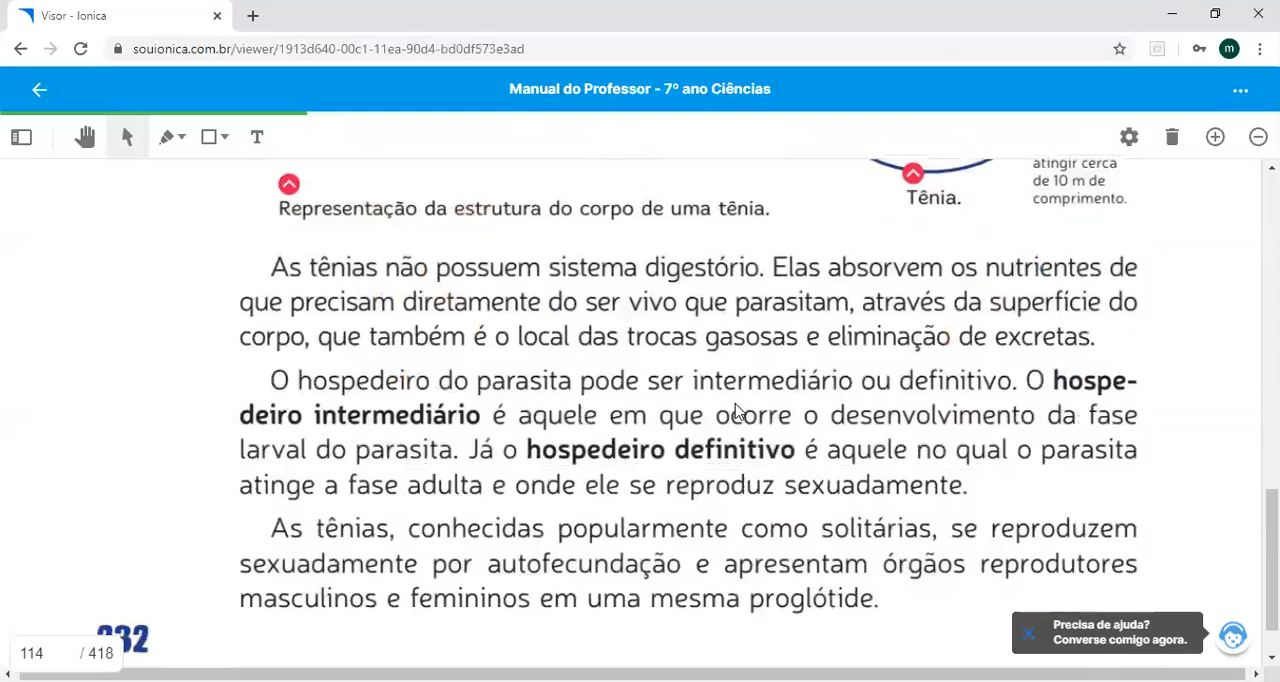 Visor - Ionica
souionica.com.br/viewer/1913d640-00c1-11ea-90d4-bd0df573e3ad
m
Manual do Professor - 7º ano Ciências
T
atingir cerca
de 10 m de
comprimento.
Tênia.
Representação da estrutura do corpo de uma tênia.
As tênias não possuem sistema digestório. Elas absorvem os nutrientes de
que precisam diretamente do ser vivo que parasitam, através da superfície do
corpo, que também é o local das trocas gasosas e eliminação de excretas.
O hospedeiro do parasita pode ser intermediário ou definitivo. O hospe-
deiro intermediário é aquele em que ocorre o desenvolvimento da fase
larval do parasita. Já o hospedeiro definitivo é aquele no qual o parasita
atinge a fase adulta e onde ele se reproduz sexuadamente.
As tênias, conhecidas popularmente como solitárias, se reproduzem
sexuadamente por autofecundação e apresentam órgãos reprodutores
masculinos e femininos em uma mesma proglótide.
232
114 / 418
Precisa de ajuda?
Converse comigo agora.